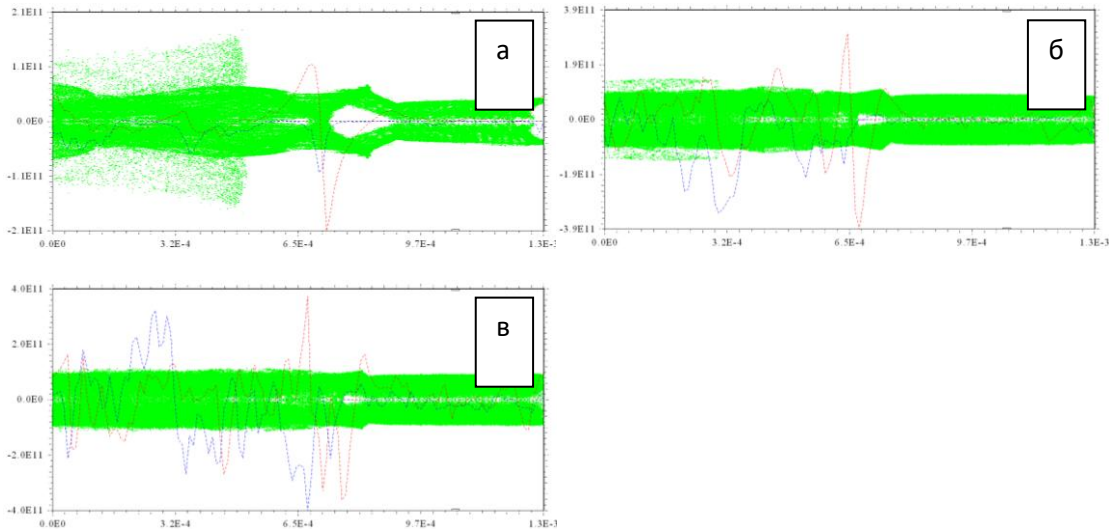 2.1E11
1.1E11
0.0E0
-1.1E11
-2.1E11
0.0E0 3.2E-4 6.5E-4 9.7E-4 1.3E-3
а
3.9E11
1.9E11
0.0E0
-1.9E11
-3.9E11
0.0E0 3.2E-4 6.5E-4 9.7E-4 1.3E-3
б
4.0E11
2.0E11
0.0E0
-2.0E11
-4.0E11
0.0E0 3.2E-4 6.5E-4 9.7E-4 1.3E-3
в